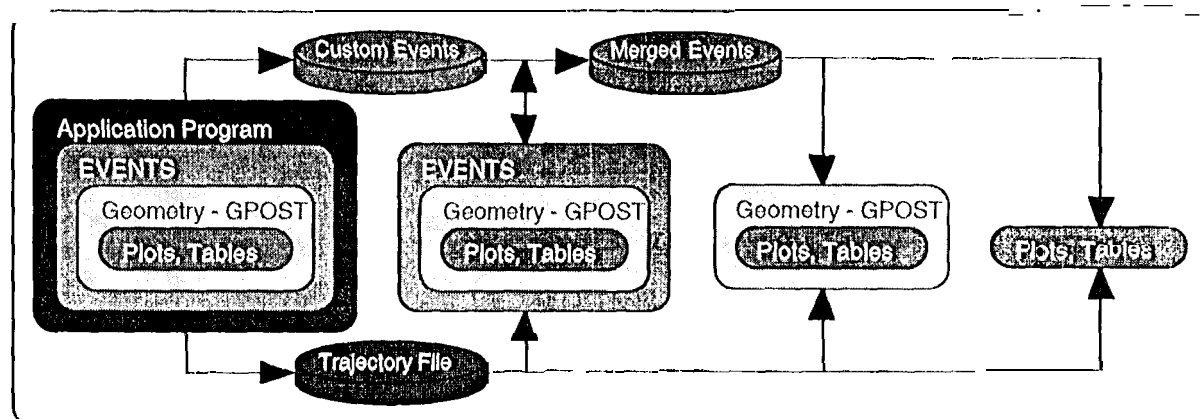 Custom Events
Merged Events
Application Program
EVENTS
Geometry - GPOST
Plots, Tables
EVENTS
Geometry - GPOST
Plots, Tables
Geometry - GPOST
Plots, Tables
Plots, Tables
Trajectory File